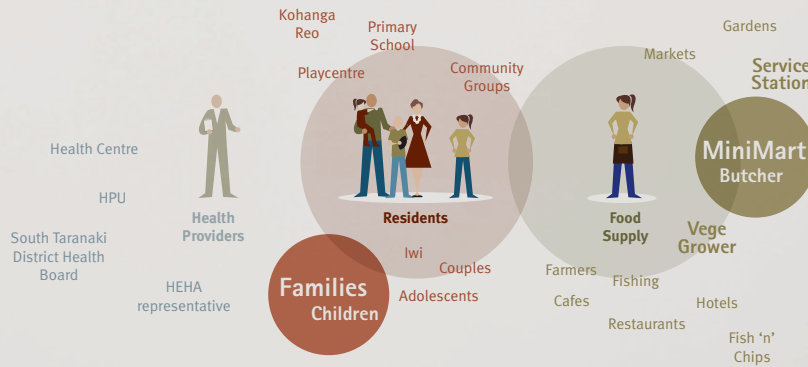 Health Centre
HPU
South Taranaki
District Health
Board
HEHA
representative
Health
Providers
Kohanga
Reo
Primary
School
Playcentre
Community
Groups
Residents
Iwi
Couples
Adolescents
Families
Children
Gardens
Markets
Service
Station
MiniMart
Butcher
Food
Supply
Vege
Grower
Farmers
Fishing
Cafes
Hotels
Restaurants
Fish 'n'
Chips